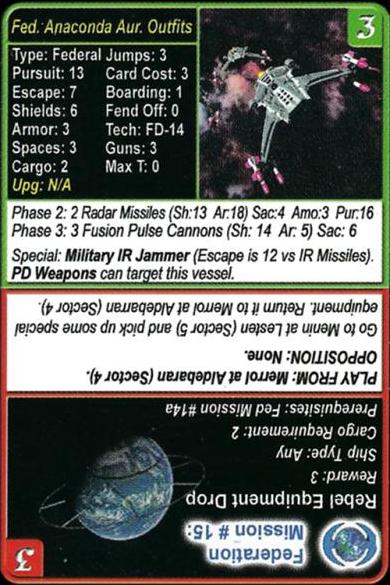 Fed. Anaconda Aur. Outfits
3
Type: Federal Jumps: 3
Pursuit: 13 Card Cost: 3
Escape: 7 Boarding: 1
Shields: 6 Fend Off: 0
Armor: 3 Tech: FD-14
Spaces: 3 Guns: 3
Cargo: 2 Max T: 0
Upg: N/A
Phase 2: 2 Radar Missiles (Sh:13 Ar:18) Sac:4 Amo:3 Pur:16
Phase 3: 3 Fusion Pulse Cannons (Sh: 14 Ar: 5) Sac: 6
Special: Military IR Jammer (Escape is 12 vs IR Missiles).
PD Weapons can target this vessel.
3
Federation
Mission # 15:
Rebel Equipment Drop
Reward: 3
Ship Type: Any
Cargo Requirement: 2
Prerequisites: Fed Mission #14a
PLAY FROM: Merrol at Aldebaran (Sector 4).
OPPOSITION: None.
Go to Menin at Lesten (Sector 5) and pick up some special
equipment. Return it to Merrol at Aldebaran (Sector 4).